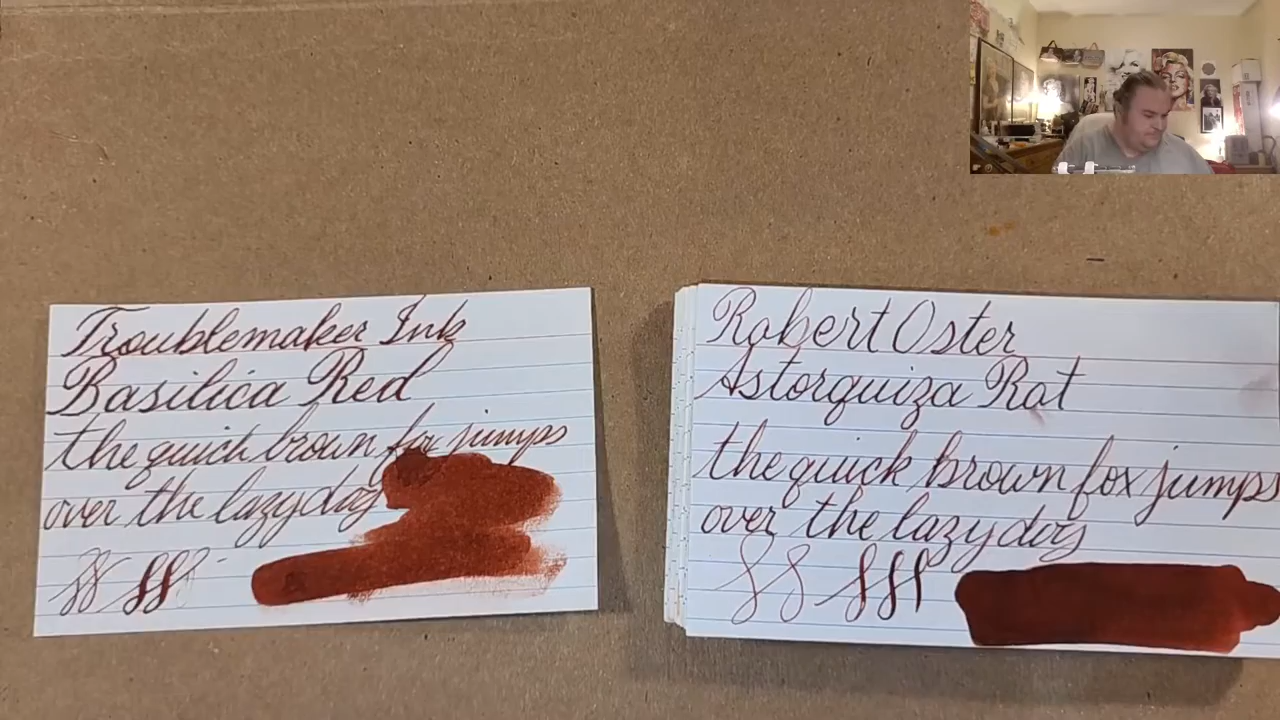 Troublemaker Ink
Basilica Red
the quick brown fox jumps
over the lazy dog
Robert Oster
Astorquiza Rot
the quick brown fox jumps
over the lazy dog